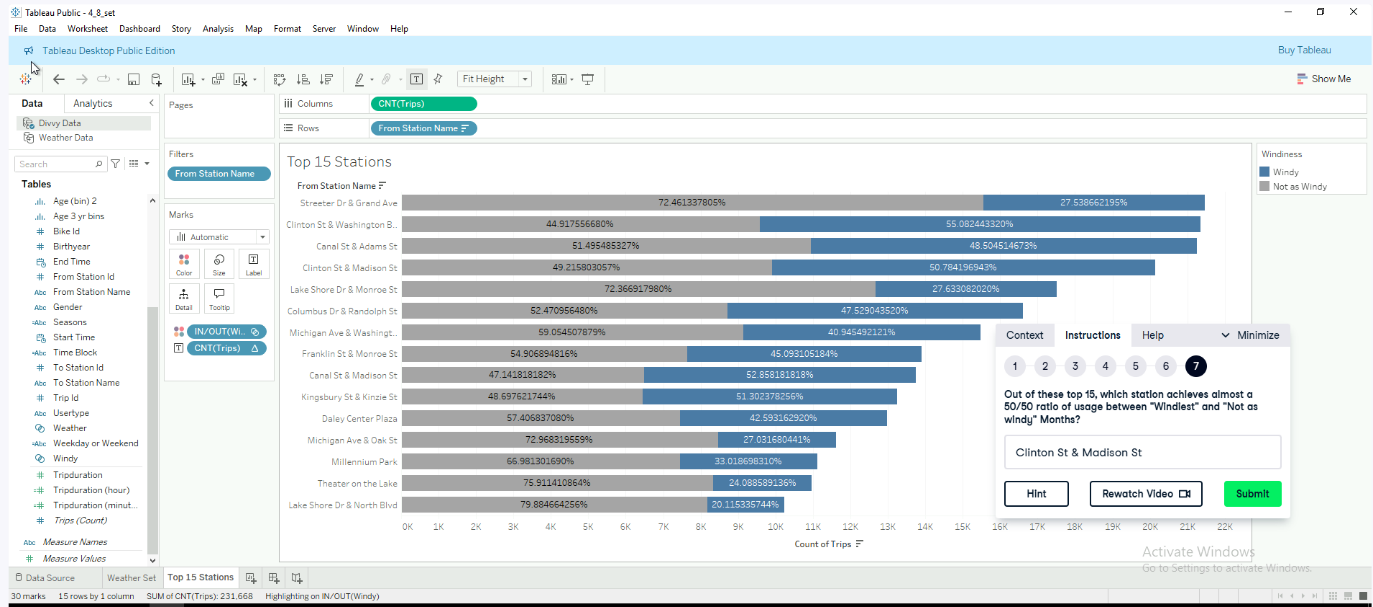 Tableau Public - 4_8_set
File Data Worksheet Dashboard Story Analysis Map Format Server Window Help
Tableau Desktop Public Edition
Buy Tableau
Fit Height
Show Me
Data
Analytics
Divvy Data
Weather Data
Search
Tables
Age (bin) 2
Age 3 yr bins
Bike Id
Birthyear
End Time
From Station Id
Abc From Station Name
Abc Gender
=Abc Seasons
Start Time
=Abc Time Block
To Station Id
Abc To Station Name
Trip Id
Abc Usertype
Weather
=Abc Weekday or Weekend
Windy
Tripduration
Tripduration (hour)
Tripduration (minut...
Trips (Count)
Abc Measure Names
Measure Values
Pages
Filters
From Station Name
Marks
Automatic
Color
Size
Label
Detail
Tooltip
IN/OUT(Wi..
CNT(Trips)
Columns
CNT(Trips)
Rows
From Station Name
Top 15 Stations
From Station Name
Streeter Dr & Grand Ave 72.461337805% 27.538662195%
Clinton St & Washington B.. 44.917556680% 55.082443320%
Canal St & Adams St 51.495485327% 48.504514673%
Clinton St & Madison St 49.215803057% 50.784196943%
Lake Shore Dr & Monroe St 72.366917980% 27.633082020%
Columbus Dr & Randolph St 52.470956480% 47.529043520%
Michigan Ave & Washingt.. 59.054507879% 40.945492121%
Franklin St & Monroe St 54.906894816% 45.093105184%
Canal St & Madison St 47.141818182% 52.858181818%
Kingsbury St & Kinzie St 48.697621744% 51.302378256%
Daley Center Plaza 57.406837080% 42.593162920%
Michigan Ave & Oak St 72.968319559% 27.031680441%
Millennium Park 66.981301690% 33.018698310%
Theater on the Lake 75.911410864% 24.088589136%
Lake Shore Dr & North Blvd 79.884664256% 20.115335744%
0K 1K 2K 3K 4K 5K 6K 7K 8K 9K 10K 11K 12K 13K 14K 15K 16K 17K 18K 19K 20K 21K 22K
Count of Trips
Windiness
Windy
Not as Windy
Context
Instructions
Help
Minimize
1 2 3 4 5 6 7
Out of these top 15, which station achieves almost a
50/50 ratio of usage between "Windiest" and "Not as
windy" Months?
Clinton St & Madison St
Hint
Rewatch Video
Submit
Activate Windows
Go to Settings to activate Windows.
Data Source
Weather Set
Top 15 Stations
30 marks 15 rows by 1 column SUM of CNT(Trips): 231,668 Highlighting on IN/OUT(Windy)